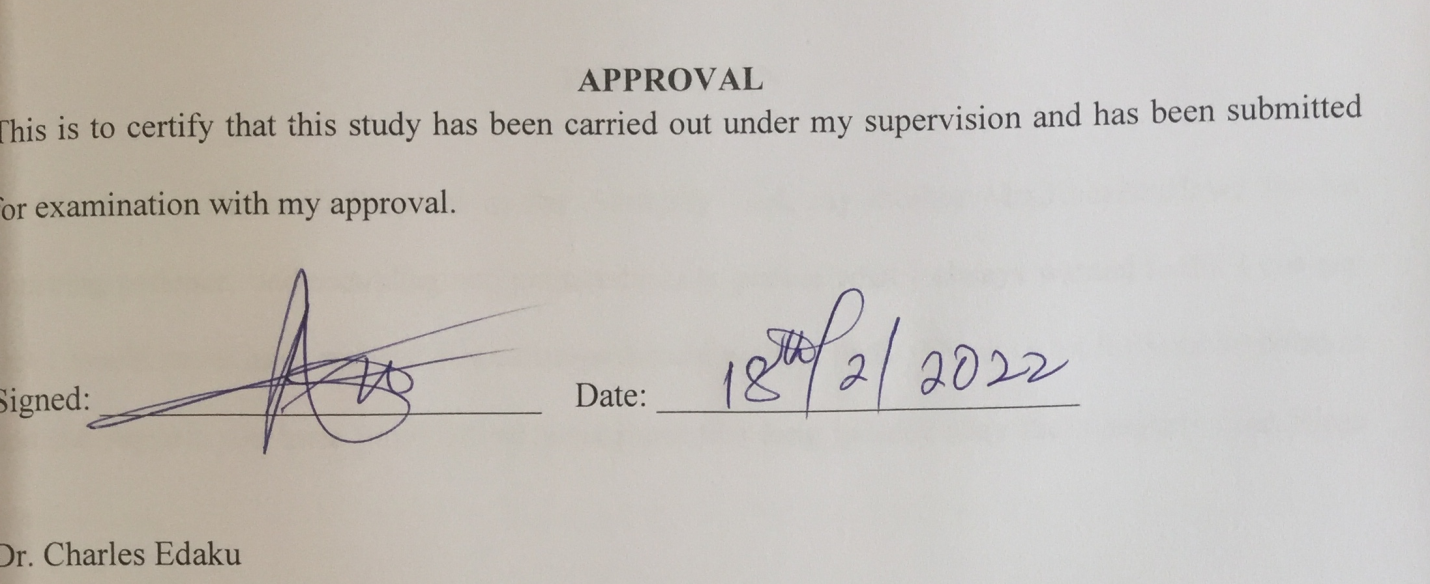 APPROVAL
This is to certify that this study has been carried out under my supervision and has been submitted
for examination with my approval.
Signed: Date: 18th/2/2022
Dr. Charles Edaku